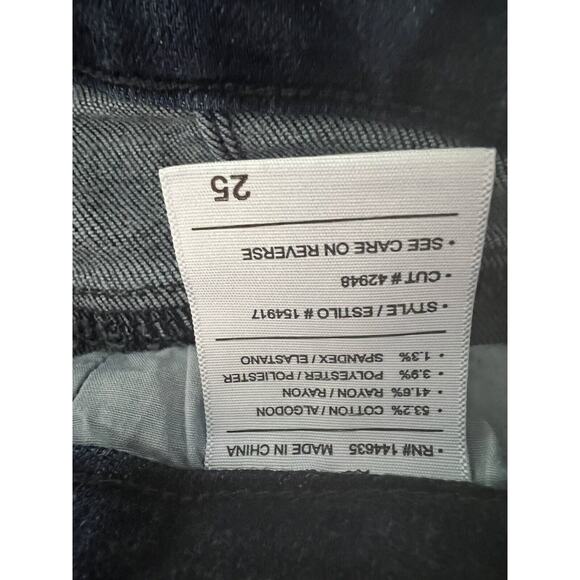 • RN# 144635 MADE IN CHINA
• 53.2% COTTON / ALGODON
• 41.6% RAYON / RAYON
• 3.9% POLYESTER / POLIESTER
• 1.3% SPANDEX / ELASTANO
• STYLE / ESTILO # 154917
• CUT # 42948
• SEE CARE ON REVERSE
25